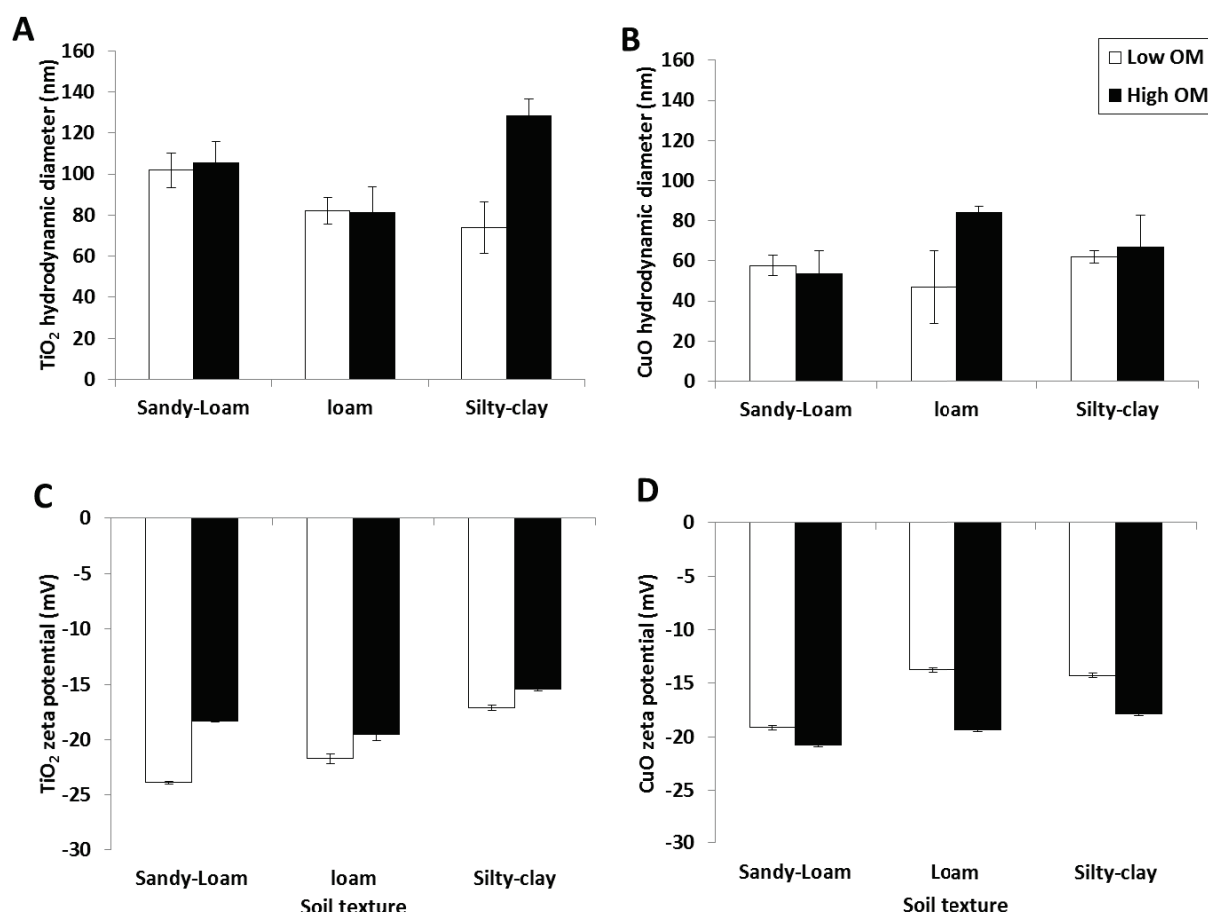 A
TiO₂ hydrodynamic diameter (nm)
160
140
120
100
80
60
40
20
0
Sandy-Loam loam Silty-clay
B
CuO hydrodynamic diameter (nm)
160
140
120
100
80
60
40
20
0
Sandy-Loam loam Silty-clay
Low OM
High OM
C
TiO₂ zeta potential (mV)
0
-5
-10
-15
-20
-25
-30
Sandy-Loam loam Silty-clay
Soil texture
D
CuO zeta potential (mV)
0
-5
-10
-15
-20
-25
-30
Sandy-Loam Loam Silty-clay
Soil texture